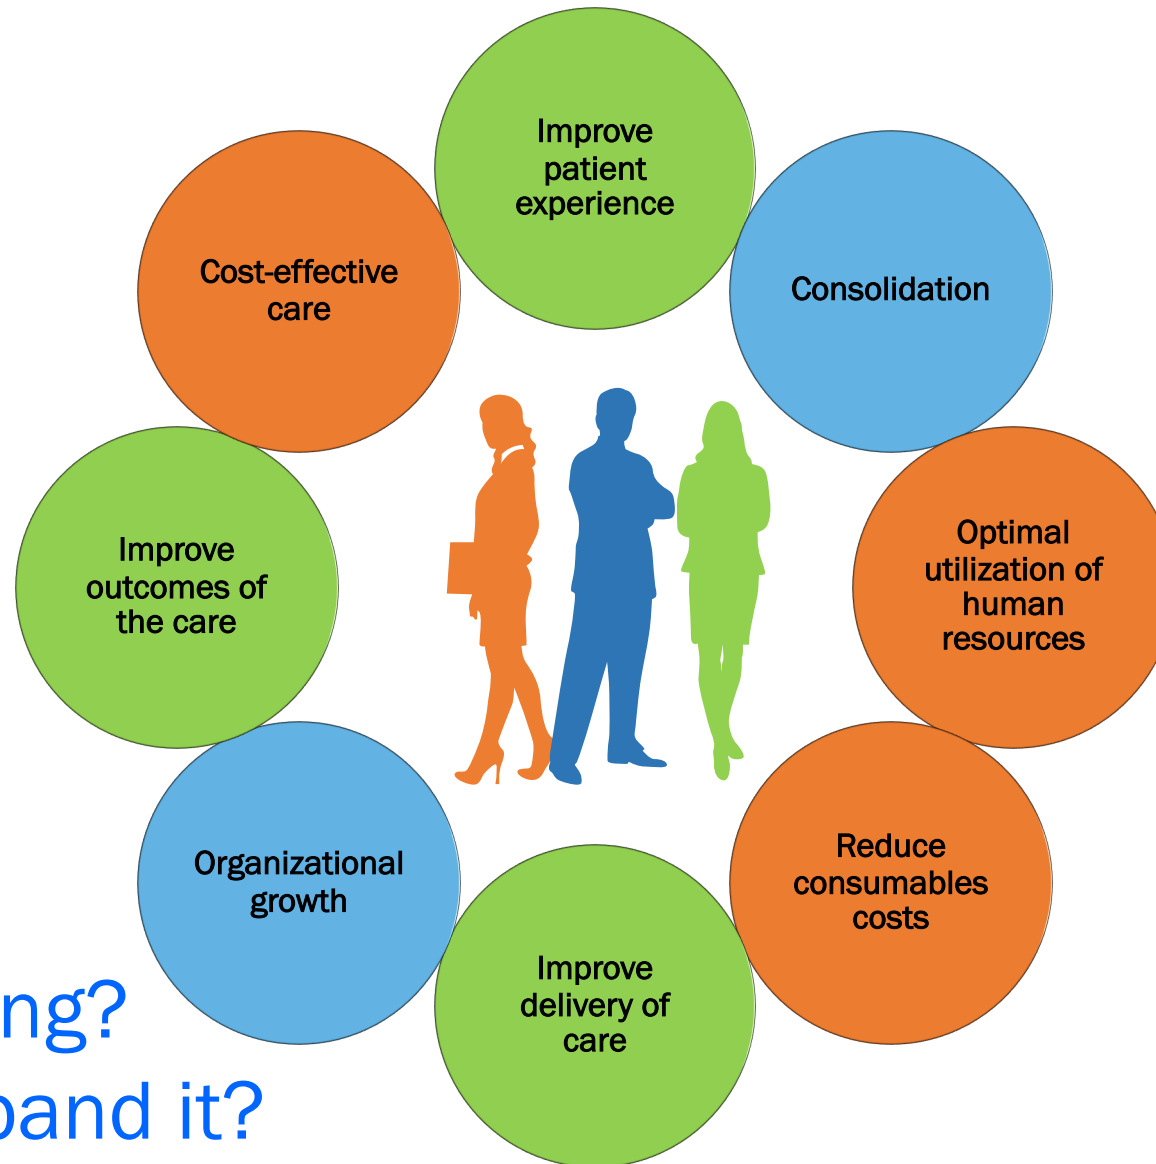 Improve
patient
experience
Consolidation
Optimal
utilization of
human
resources
Reduce
consumables
costs
Improve
delivery of
care
Organizational
growth
Improve
outcomes of
the care
Cost-effective
care
ng?
and it?